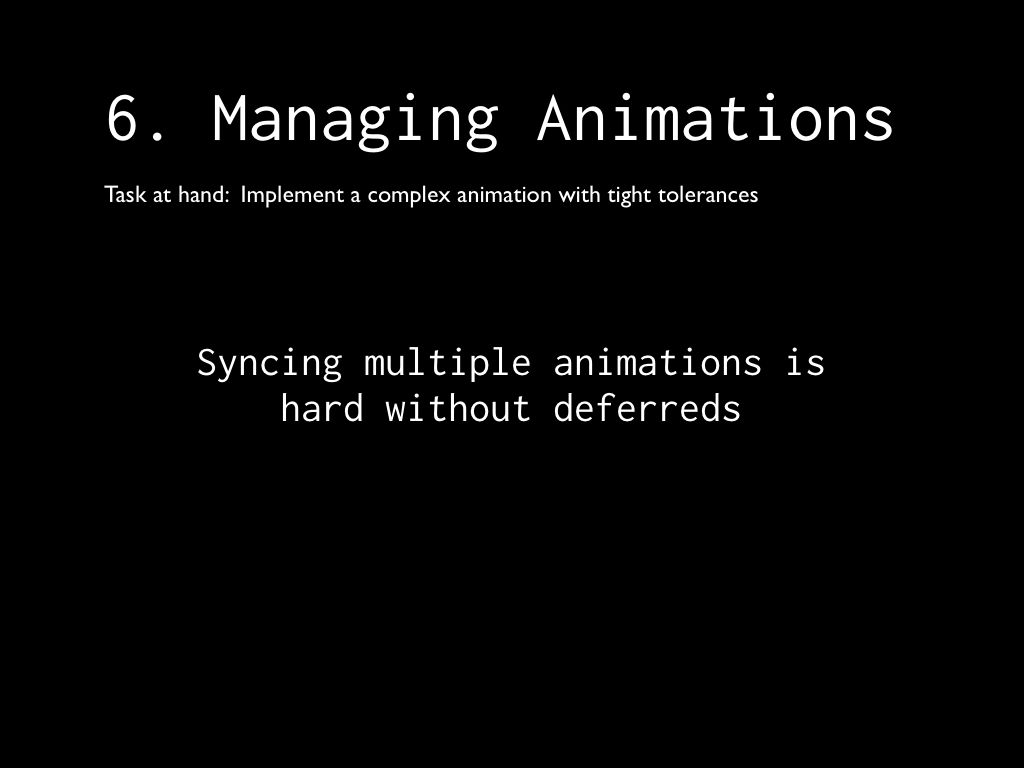 6. Managing Animations
Task at hand: Implement a complex animation with tight tolerances
Syncing multiple animations is
hard without deferreds